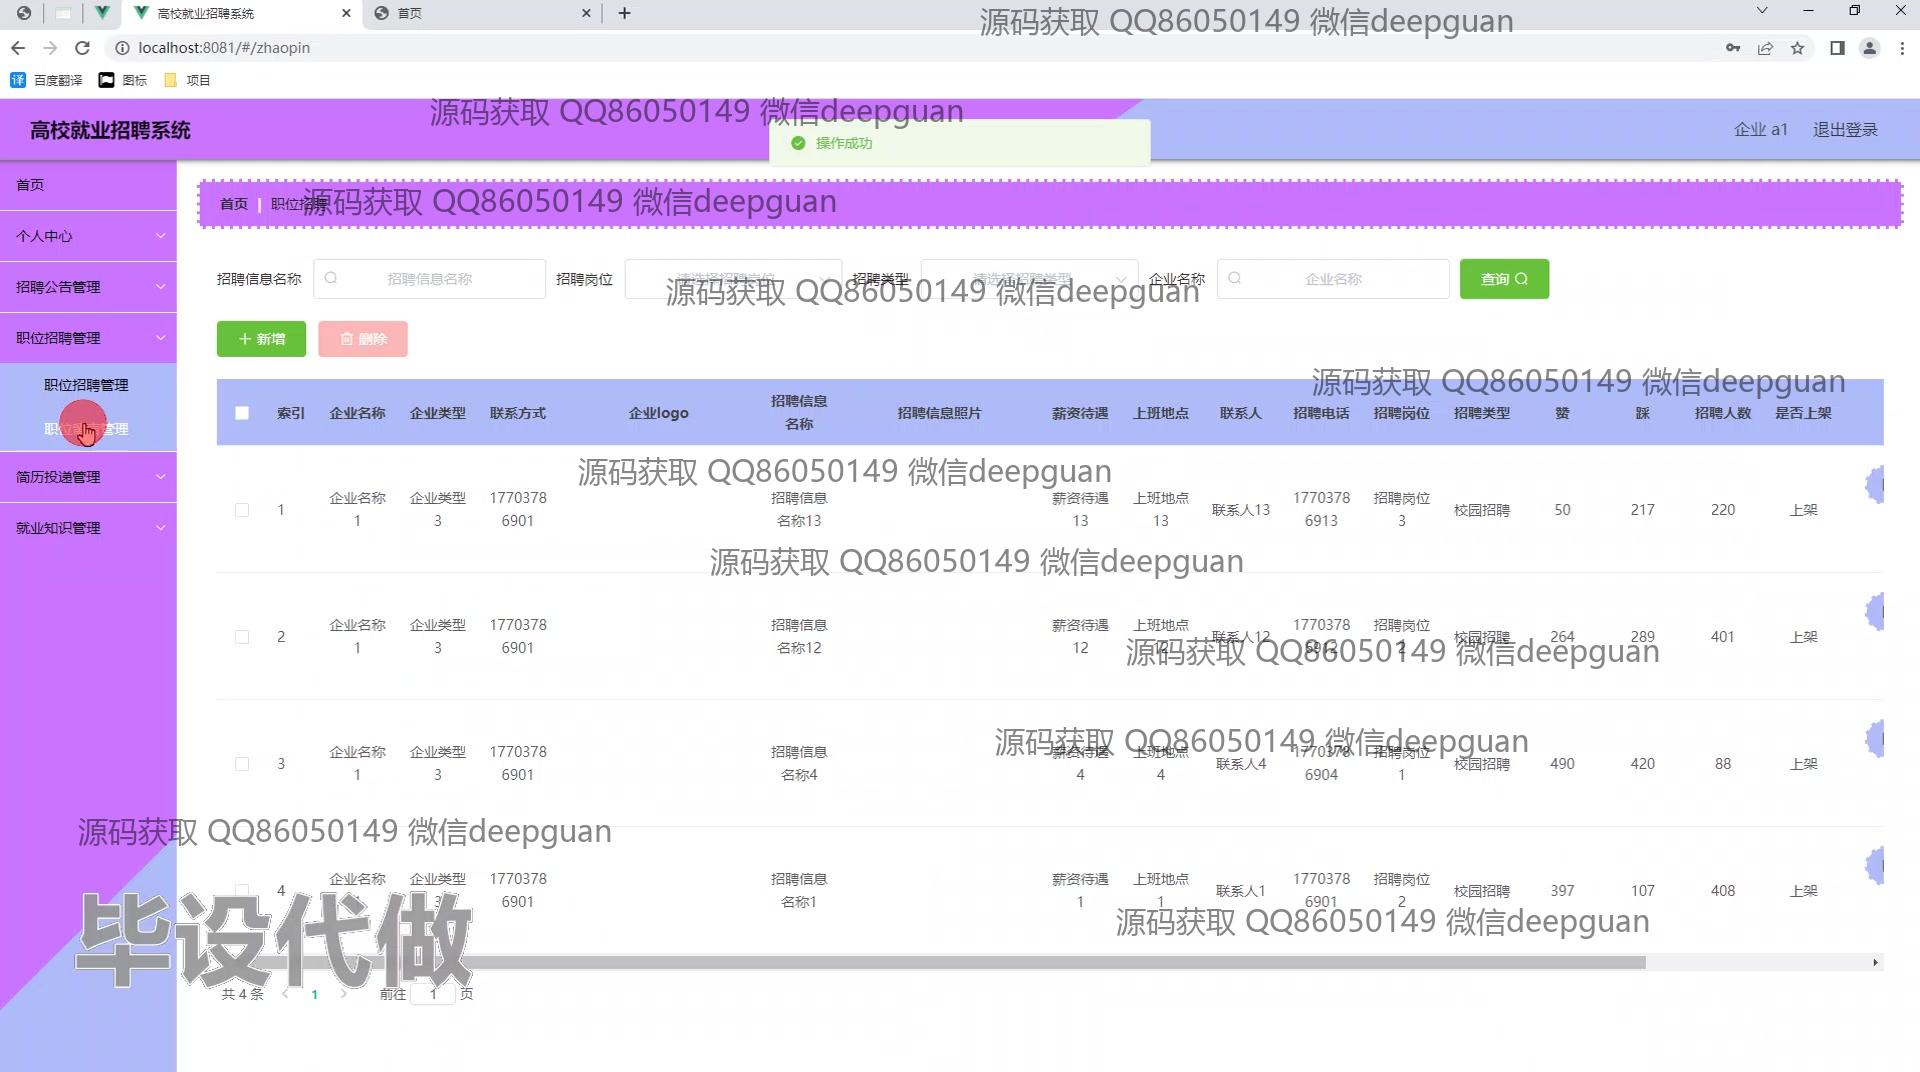 高校就业招聘系统
首页
源码获取 QQ86050149 微信deepguan
localhost:8081/#/zhaopin
百度翻译
图标
项目
源码获取 QQ86050149 微信deepguan
高校就业招聘系统
操作成功
企业 a1
退出登录
首页
个人中心
招聘公告管理
职位招聘管理
职位招聘管理
简历投递管理
就业知识管理
首页 | 职位招聘
源码获取 QQ86050149 微信deepguan
招聘信息名称 招聘信息名称 招聘岗位 请选择招聘岗位 招聘类型 请选择招聘类型 企业名称 企业名称 查询
源码获取 QQ86050149 微信deepguan
新增 删除
源码获取 QQ86050149 微信deepguan
索引 企业名称 企业类型 联系方式 企业logo 招聘信息名称 招聘信息照片 薪资待遇 上班地点 联系人 招聘电话 招聘岗位 招聘类型 赞 踩 招聘人数 是否上架
源码获取 QQ86050149 微信deepguan
1 企业名称1 企业类型3 17703786901 招聘信息名称13 薪资待遇13 上班地点13 联系人13 17703786913 招聘岗位3 校园招聘 50 217 220 上架
源码获取 QQ86050149 微信deepguan
2 企业名称1 企业类型3 17703786901 招聘信息名称12 薪资待遇12 上班地点12 联系人12 17703786912 招聘岗位2 校园招聘 264 289 401 上架
源码获取 QQ86050149 微信deepguan
3 企业名称1 企业类型3 17703786901 招聘信息名称4 薪资待遇4 上班地点4 联系人4 17703786904 招聘岗位1 校园招聘 490 420 88 上架
源码获取 QQ86050149 微信deepguan
源码获取 QQ86050149 微信deepguan
4 企业名称1 企业类型3 17703786901 招聘信息名称1 薪资待遇1 上班地点1 联系人1 17703786901 招聘岗位2 校园招聘 397 107 408 上架
源码获取 QQ86050149 微信deepguan
毕设代做
共 4 条 1 前往 1 页